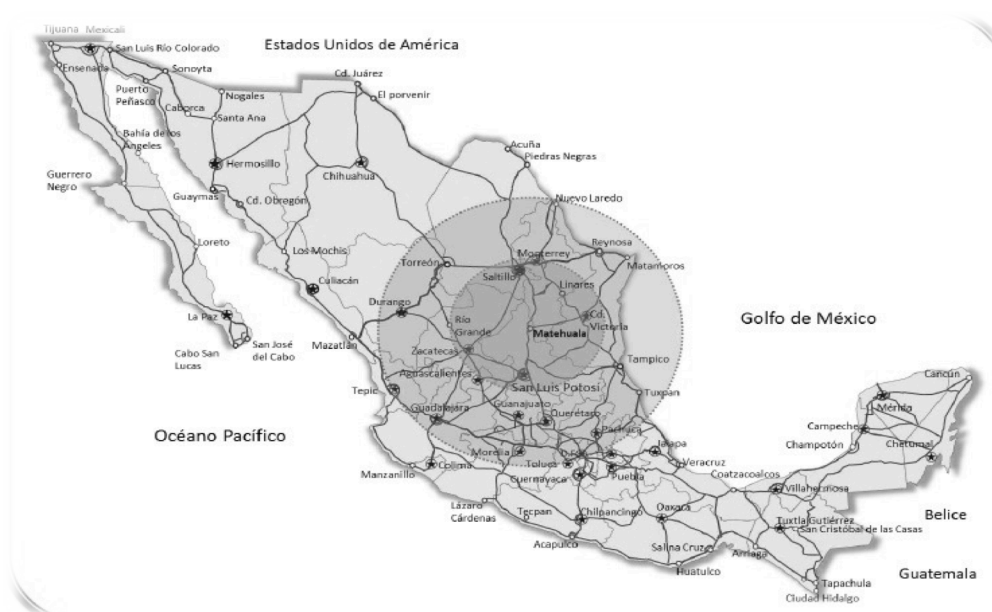 Tijuana Mexicali
Estados Unidos de América
San Luis Río Colorado
Ensenada
Sonoyta
Cd. Juárez
Puerto
Peñasco
Nogales
El porvenir
Caborca
Santa Ana
Bahía de los
Ángeles
Acuña
Piedras Negras
Hermosillo
Chihuahua
Guerrero
Negro
Guaymas
Cd. Obregón
Nuevo Laredo
Loreto
Los Mochis
Torreón
Monterrey
Reynosa
Saltillo
Matamoros
Culiacán
Linares
Durango
La Paz
Río
Grande
Cd.
Victoria
Golfo de México
Matehuala
Mazatlán
San José
del Cabo
Cabo San
Lucas
Zacatecas
Tampico
Aguascalientes
San Luis Potosí
Cancún
Tepic
Tuxpan
Guadalajara
Guanajuato
Querétaro
Mérida
Océano Pacífico
Pachuca
Campeche
Champotón
Chetumal
Morelia
Jalapa
Manzanillo
Colima
Toluca
Veracruz
Cuernavaca
Puebla
Coatzacoalcos
Villahermosa
Lázaro
Cárdenas
Tecpan
Chilpancingo
Oaxaca
Tuxtla Gutiérrez
San Cristóbal de las Casas
Belice
Acapulco
Salina Cruz
Arriaga
Huatulco
Guatemala
Tapachula
Ciudad Hidalgo